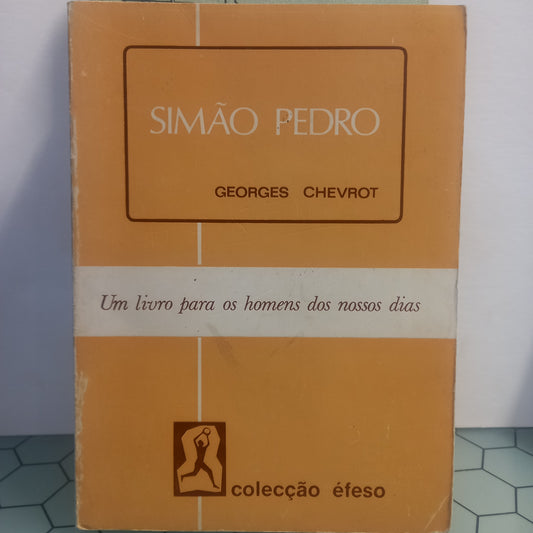 SIMÃO PEDRO
GEORGES CHEVROT
Um livro para os homens dos nossos dias
colecção éfeso